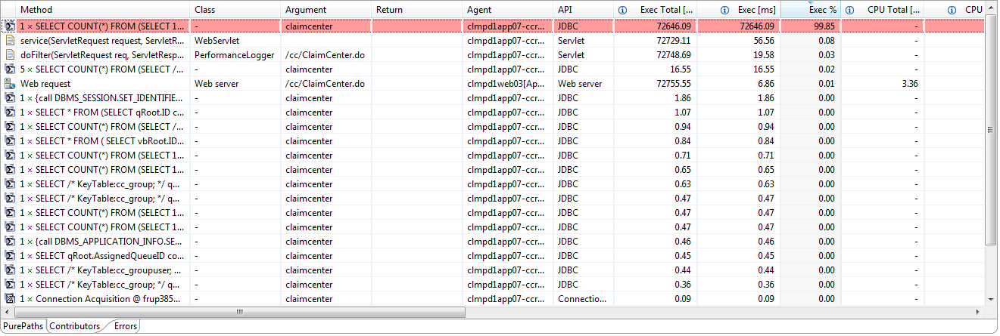 Method Class Argument Return Agent API Exec Total [... Exec [ms] Exec % CPU Total [... CPU
1 × SELECT COUNT(*) FROM (SELECT 1... - claimcenter clmpd1app07-ccr... JDBC 72646.09 72646.09 99.85 -
service(ServletRequest request, ServletR... WebServlet clmpd1app07-ccr... Servlet 72729.11 56.56 0.08 - -
doFilter(ServletRequest req, ServletResp... PerformanceLogger /cc/ClaimCenter.do clmpd1app07-ccr... Servlet 72748.69 19.58 0.03 - -
5 × SELECT COUNT(*) FROM (SELECT /... - claimcenter clmpd1app07-ccr... JDBC 16.55 16.55 0.02 -
Web request Web server /cc/ClaimCenter.do clmpd1web03[Ap... Web server 72755.55 6.86 0.01 3.36
1 × {call DBMS_SESSION.SET_IDENTIFIE... - claimcenter clmpd1app07-ccr... JDBC 1.86 1.86 0.00 -
1 × SELECT * FROM (SELECT qRoot.ID c... - claimcenter clmpd1app07-ccr... JDBC 1.07 1.07 0.00 -
1 × SELECT COUNT(*) FROM (SELECT /... - claimcenter clmpd1app07-ccr... JDBC 0.94 0.94 0.00 -
1 × SELECT * FROM ( SELECT vbRoot.ID... - claimcenter clmpd1app07-ccr... JDBC 0.84 0.84 0.00 -
1 × SELECT COUNT(*) FROM (SELECT 1... - claimcenter clmpd1app07-ccr... JDBC 0.71 0.71 0.00 -
1 × SELECT COUNT(*) FROM (SELECT 1... - claimcenter clmpd1app07-ccr... JDBC 0.65 0.65 0.00 -
1 × SELECT /* KeyTable:cc_group; */ q... - claimcenter clmpd1app07-ccr... JDBC 0.63 0.63 0.00 -
1 × SELECT /* KeyTable:cc_group; */ q... - claimcenter clmpd1app07-ccr... JDBC 0.47 0.47 0.00 -
1 × SELECT COUNT(*) FROM (SELECT 1... - claimcenter clmpd1app07-ccr... JDBC 0.47 0.47 0.00 -
1 × SELECT COUNT(*) FROM (SELECT 1... - claimcenter clmpd1app07-ccr... JDBC 0.47 0.47 0.00 -
1 × {call DBMS_APPLICATION_INFO.SE... - claimcenter clmpd1app07-ccr... JDBC 0.46 0.46 0.00 -
1 × SELECT qRoot.AssignedQueueID co... - claimcenter clmpd1app07-ccr... JDBC 0.45 0.45 0.00 -
1 × SELECT /* KeyTable:cc_groupuser; ... - claimcenter clmpd1app07-ccr... JDBC 0.44 0.44 0.00 -
1 × SELECT /* KeyTable:cc_group; */ q... - claimcenter clmpd1app07-ccr... JDBC 0.36 0.36 0.00 -
1 × Connection Acquisition @ frup385... - claimcenter clmpd1app07-ccr... Connectio... 0.09 0.09 0.00 -
PurePaths Contributors Errors